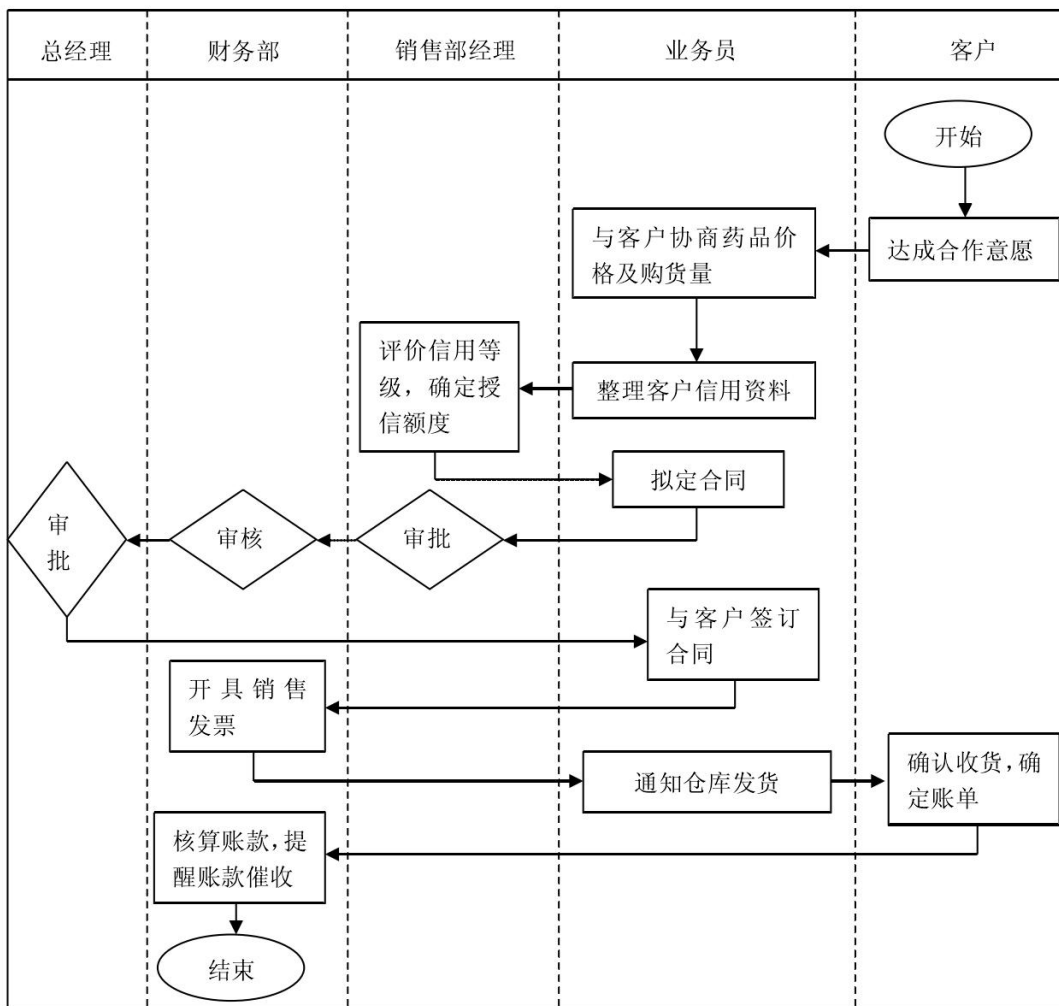 总经理
财务部
销售部经理
业务员
客户
开始
达成合作意愿
与客户协商药品价
格及购货量
整理客户信用资料
评价信用等
级，确定授
信额度
拟定合同
审批
审核
审
批
与客户签订
合同
开具销售
发票
通知仓库发货
确认收货，确
定账单
核算账款，提
醒账款催收
结束